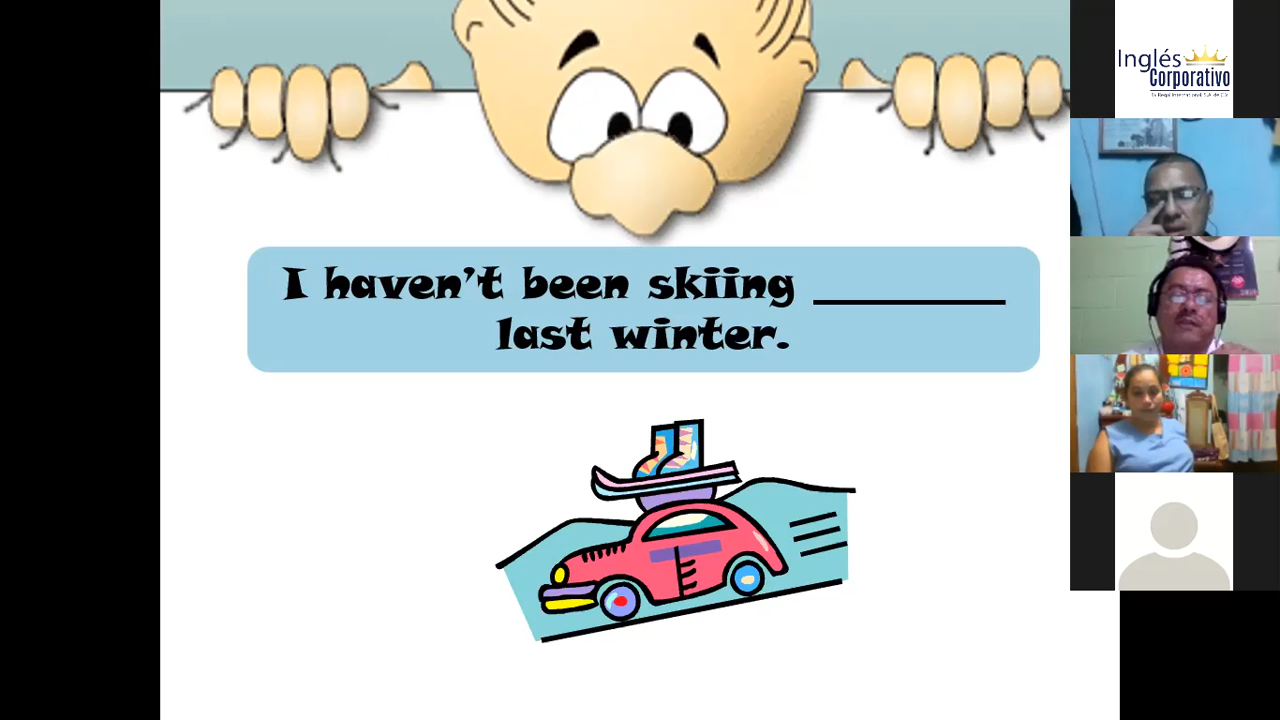 I haven't been skiing ________
last winter.
Inglés
Corporativo